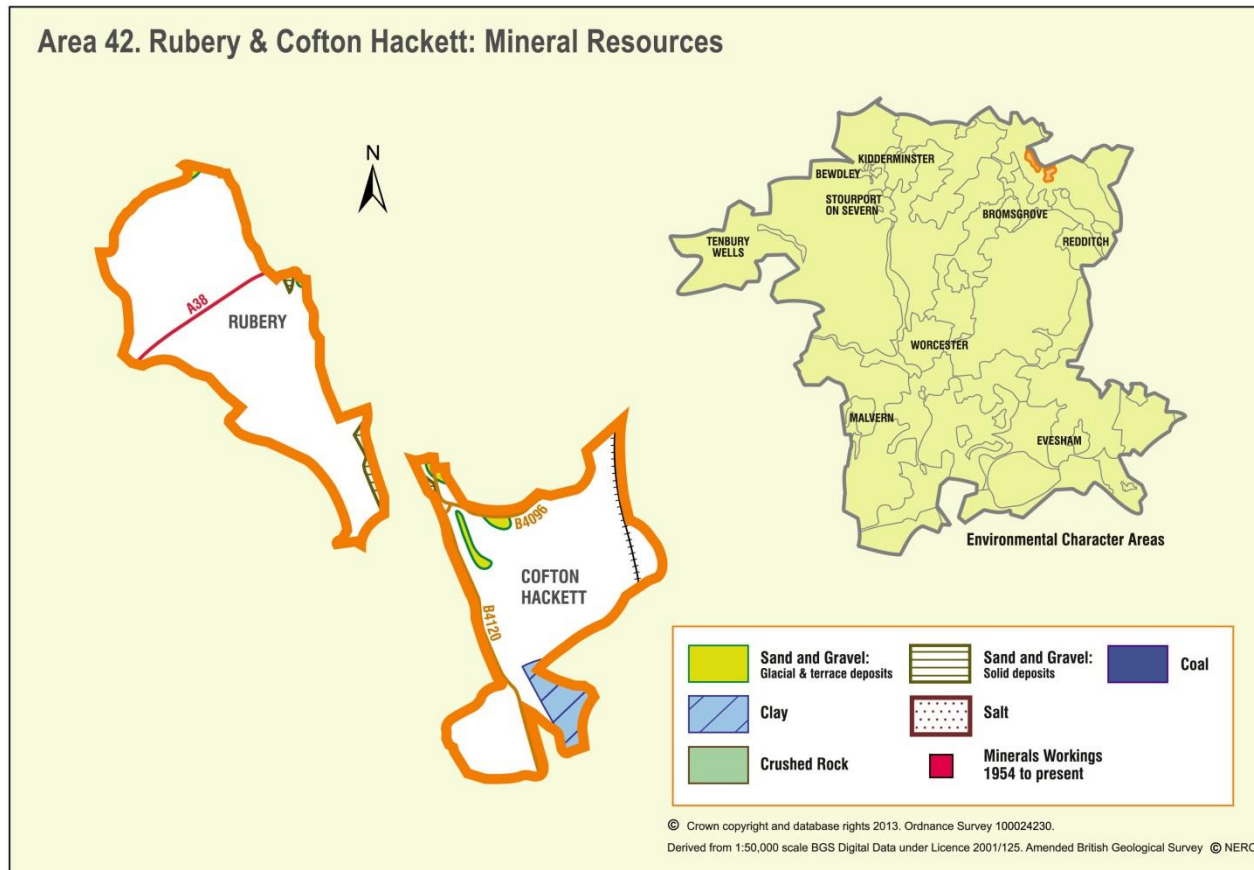 Area 42. Rubery & Cofton Hackett: Mineral Resources
N
A38
RUBERY
B4096
COFTON
HACKETT
B4120
KIDDERMINSTER
BEWDLEY
STOURPORT
ON SEVERN
BROMSGROVE
TENBURY
WELLS
REDDITCH
WORCESTER
MALVERN
EVESHAM
Environmental Character Areas
Sand and Gravel:
Glacial & terrace deposits
Sand and Gravel:
Solid deposits
Coal
Clay
Salt
Crushed Rock
Minerals Workings
1954 to present
© Crown copyright and database rights 2013. Ordnance Survey 100024230.
Derived from 1:50,000 scale BGS Digital Data under Licence 2001/125. Amended British Geological Survey © NERC